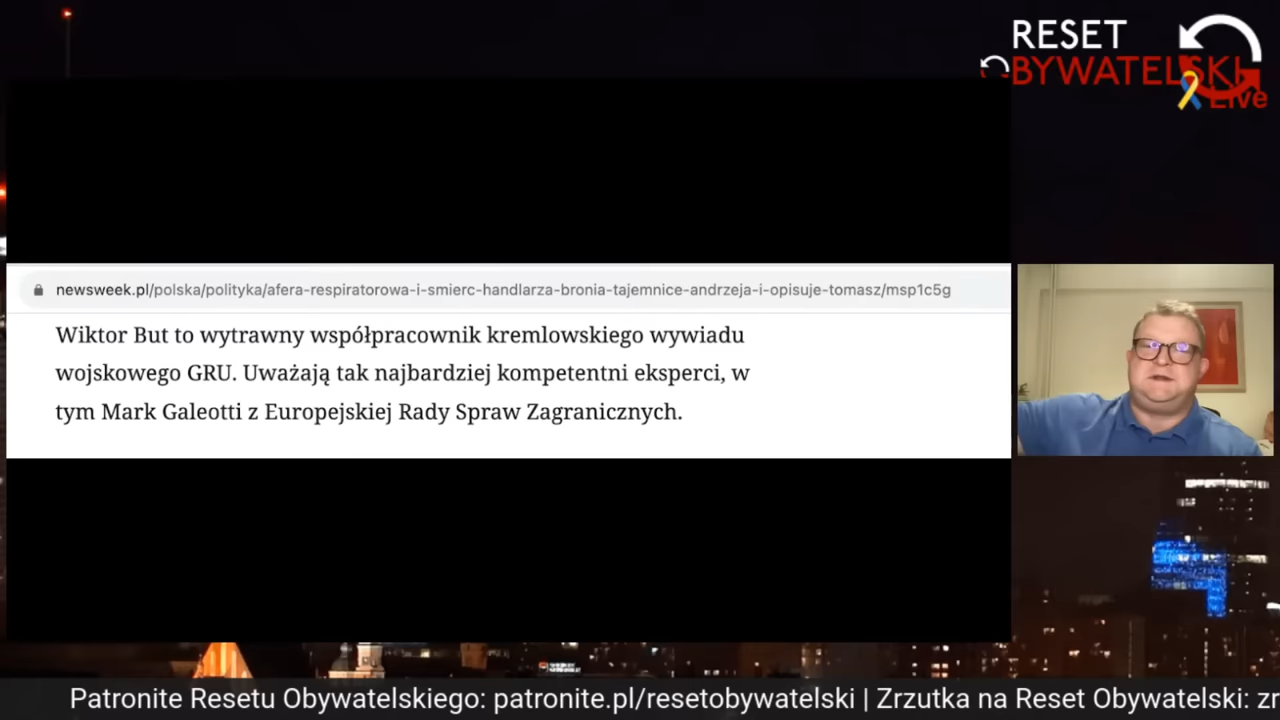 RESET
OBYWATELSKI
Live
newsweek.pl/polska/polityka/afera-respiratorowa-i-smierc-handlarza-bronia-tajemnice-andrzeja-i-opisuje-tomasz/msp1c5g
Wiktor But to wytrawny współpracownik kremlowskiego wywiadu
wojskowego GRU. Uważają tak najbardziej kompetentni eksperci, w
tym Mark Galeotti z Europejskiej Rady Spraw Zagranicznych.
Patronite Resetu Obywatelskiego: patronite.pl/resetobywatelski | Zrzutka na Reset Obywatelski: